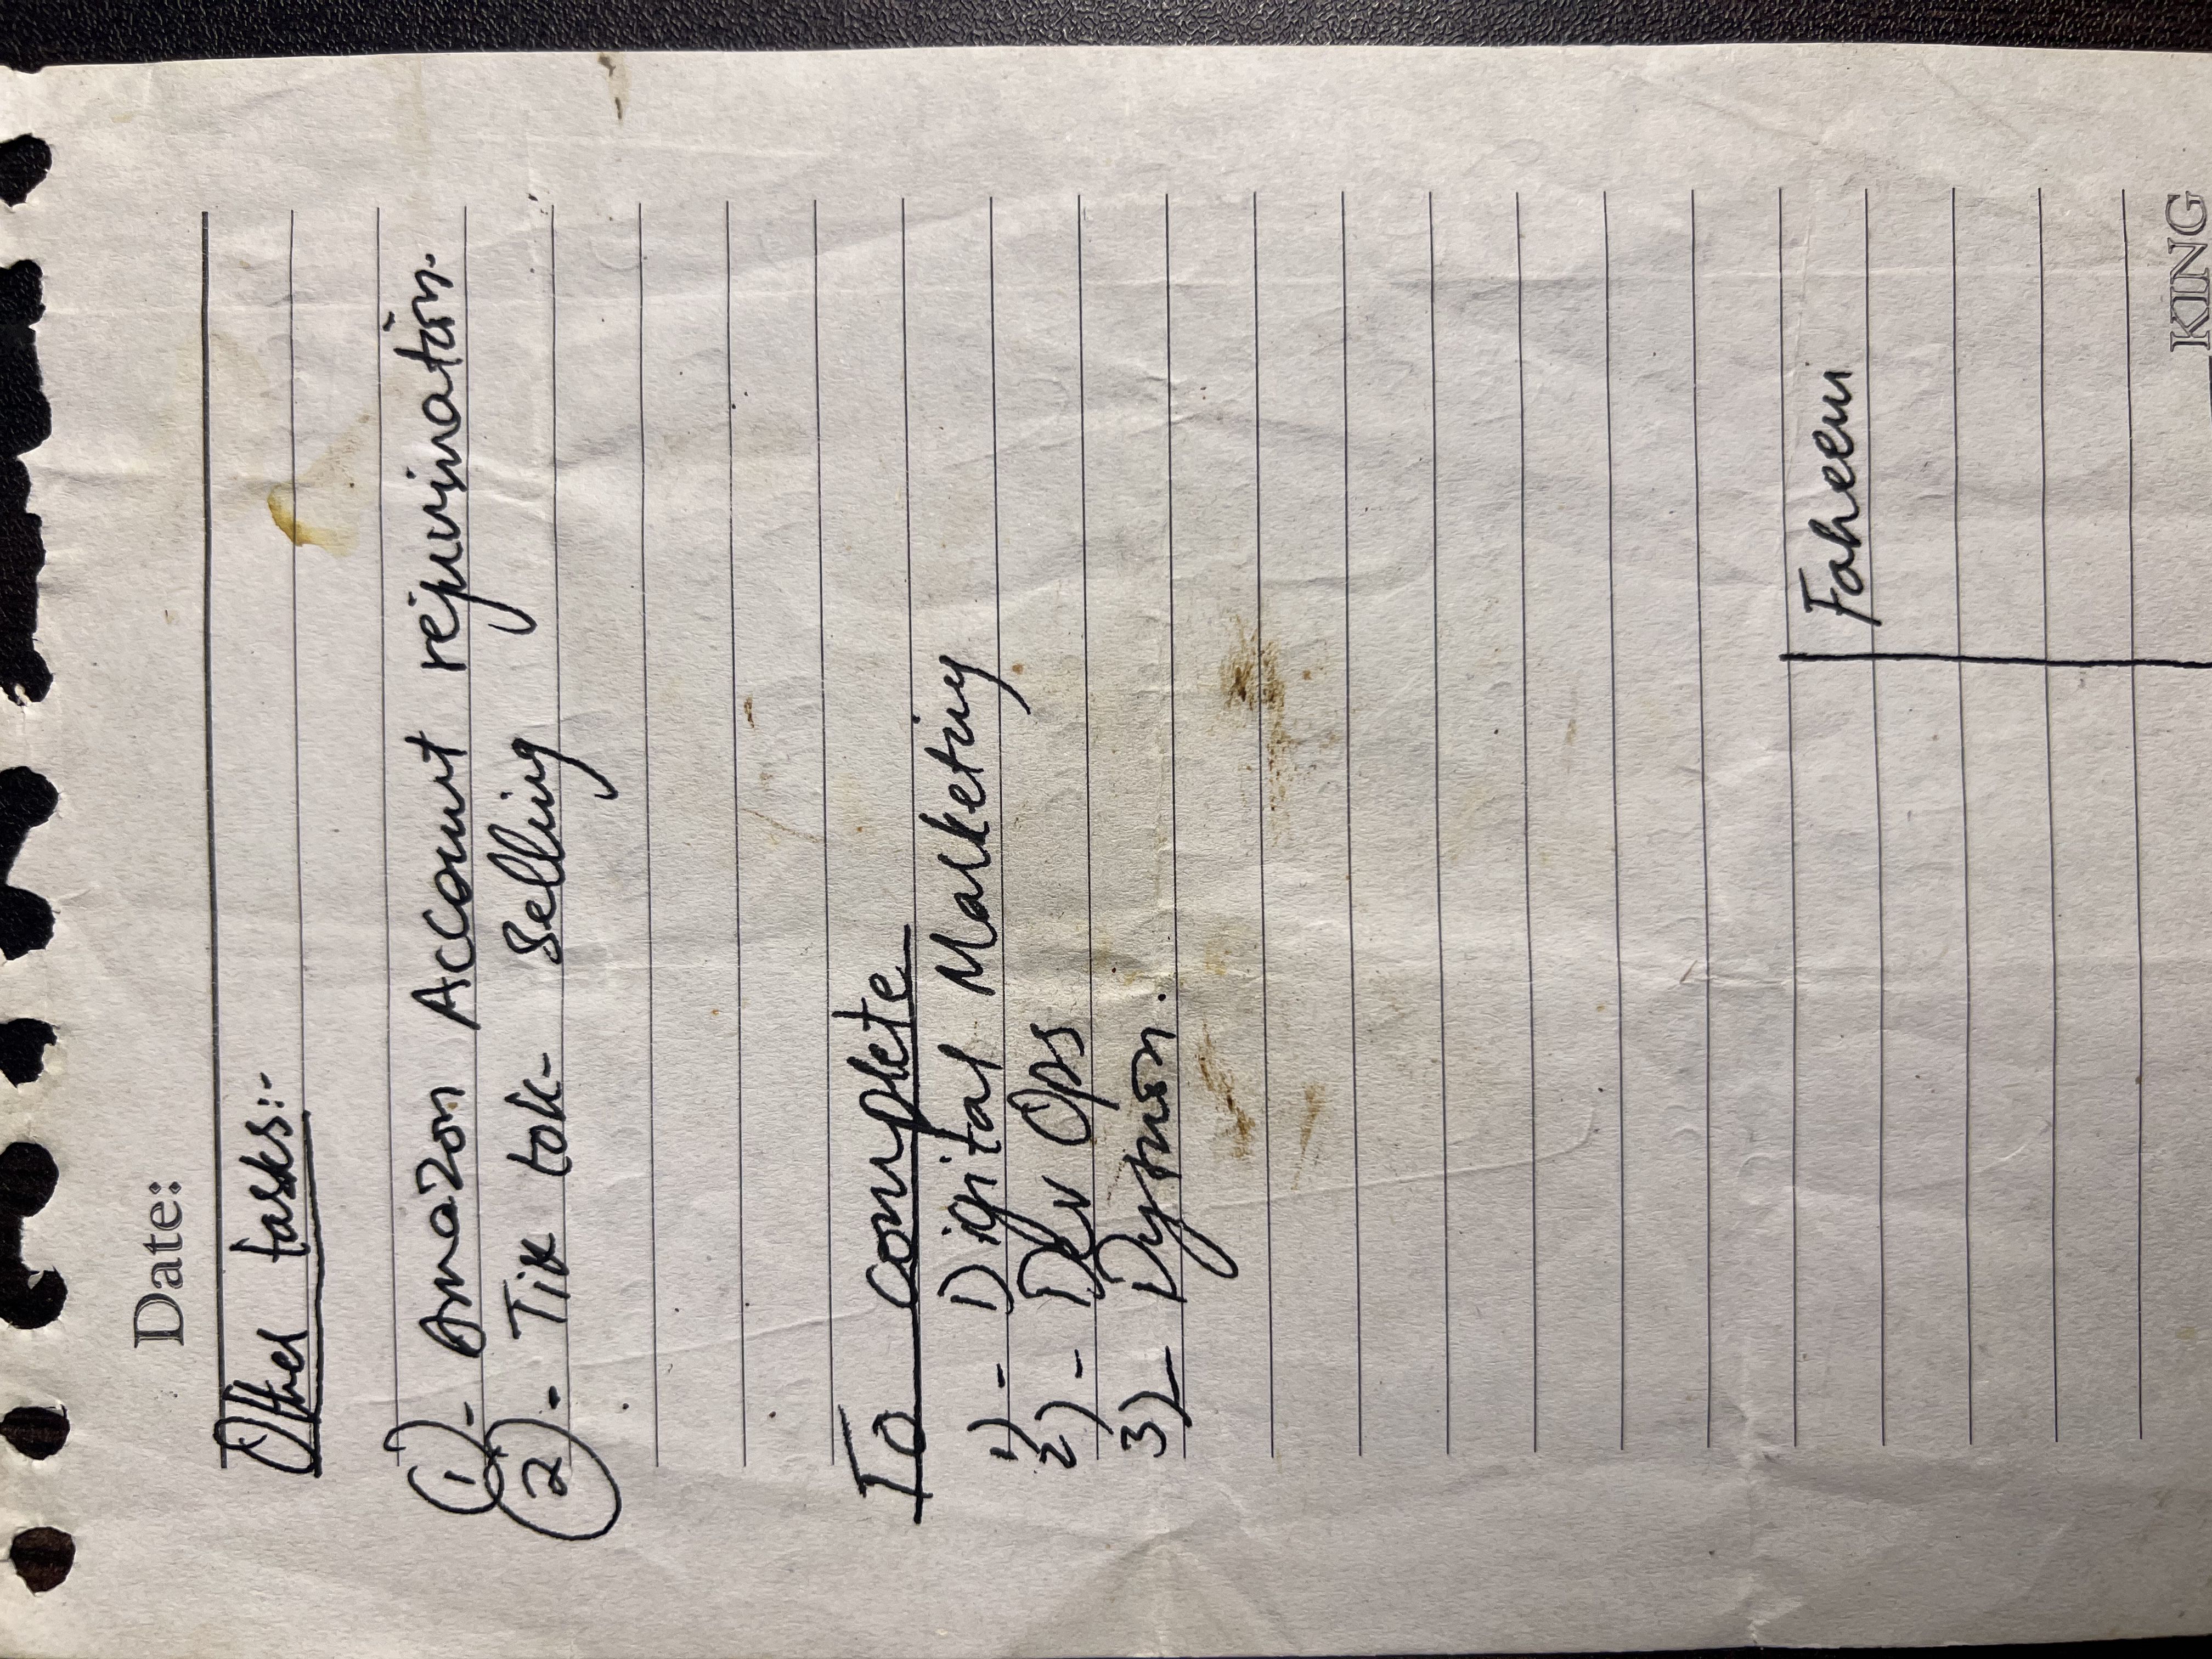 Date:
Other tasks:-
(1)- Amazon Account rejuvination.
(2)- Tik tok- Selling
To complete
1)- Digital Marketing
2)- Dev Ops
3)-
Faheem
KING